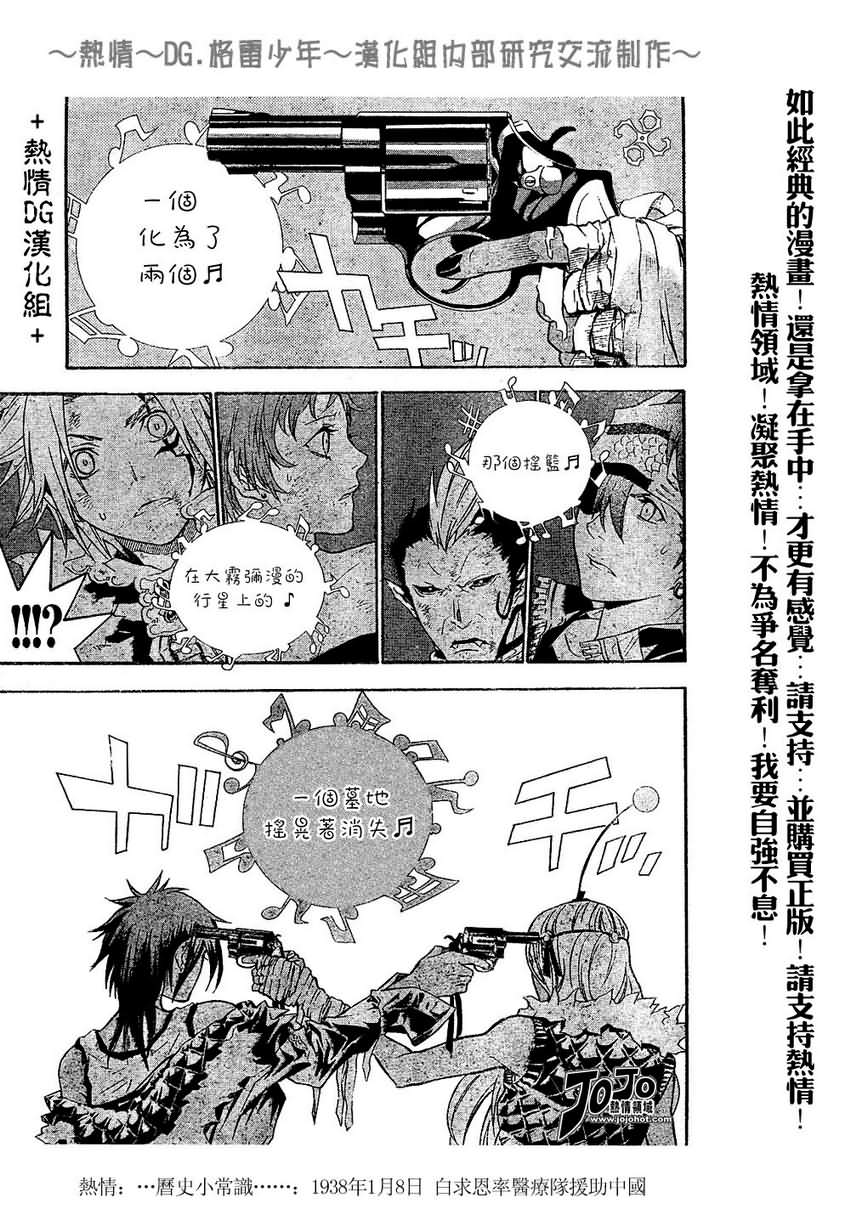 ～熱情～DG.格雷少年～漢化組内部研究交流制作～
如此經典的漫畫！還是拿在手中…才更有感覺…請支持…並購買正版！請支持熱情！
熱情領域！凝聚熱情！不為爭名奪利！我要自強不息！
+熱情DG漢化組+
一個
化為了
兩個♬
ガキッ
那個搖籃♬
在大霧彌漫的
行星上的♪
!!!?
一個墓地
搖晃著消失♬
ガキッ
JOJO
熱情領域
www.jojohot.com
熱情：…曆史小常識……：1938年1月8日 白求恩率醫療隊援助中國